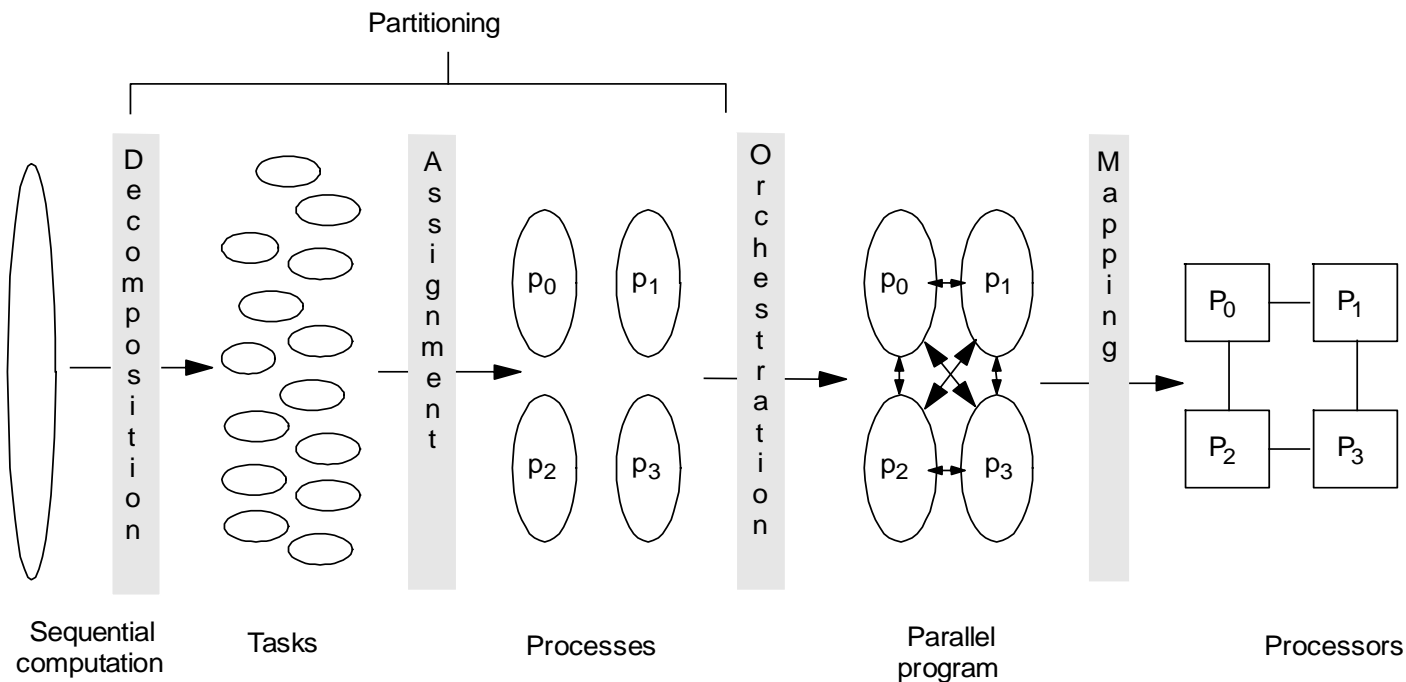 Partitioning
Decomposition
Assignment
Orchestration
Mapping
p0 p1
p2 p3
p0 p1
p2 p3
P0 P1
P2 P3
Sequential
computation
Tasks
Processes
Parallel
program
Processors